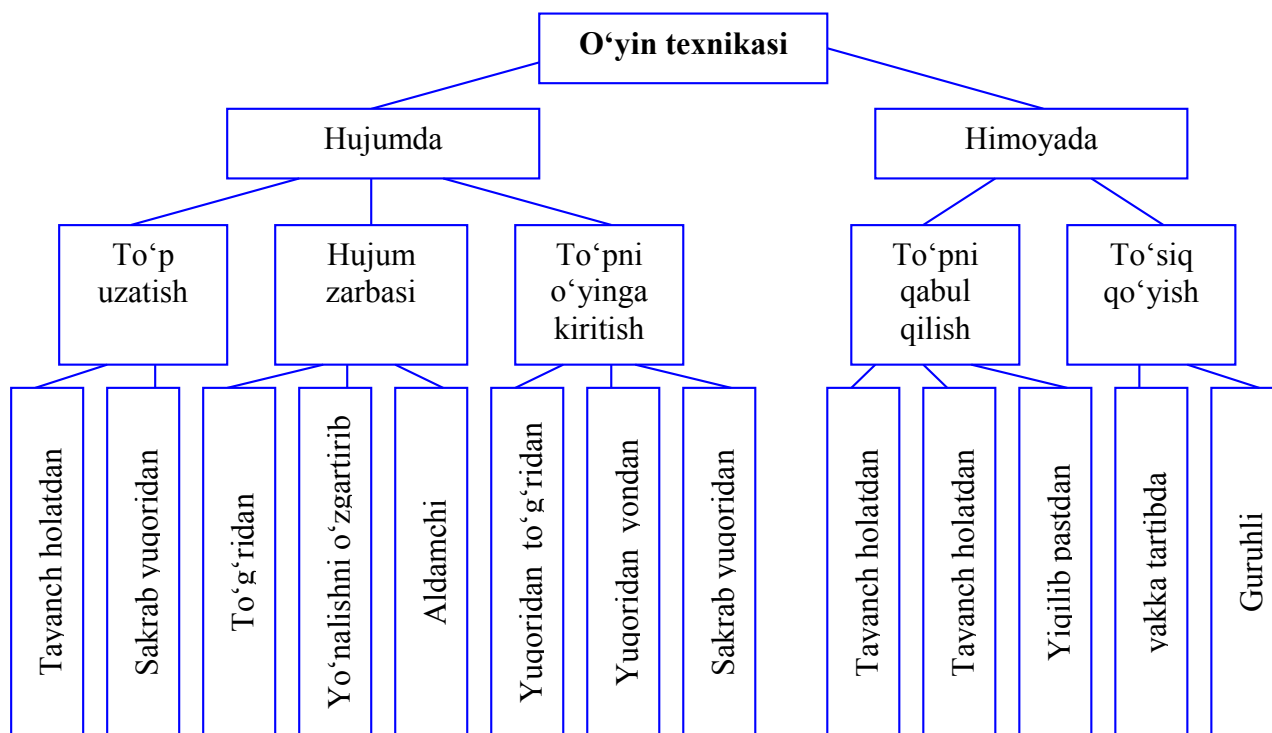 O‘yin texnikasi
Hujumda
Himoyada
To‘p
uzatish
Hujum
zarbasi
To‘pni
o‘yinga
kiritish
To‘pni
qabul
qilish
To‘siq
qo‘yish
Tayanch holatdan
Sakrab yuqoridan
To‘g‘ridan
Yo‘nalishni o‘zgartirib
Aldamchi
Yuqoridan to‘g‘ridan
Yuqoridan yondan
Sakrab yuqoridan
Tayanch holatdan
Tayanch holatdan
Yiqilib pastdan
yakka tartibda
Guruhli